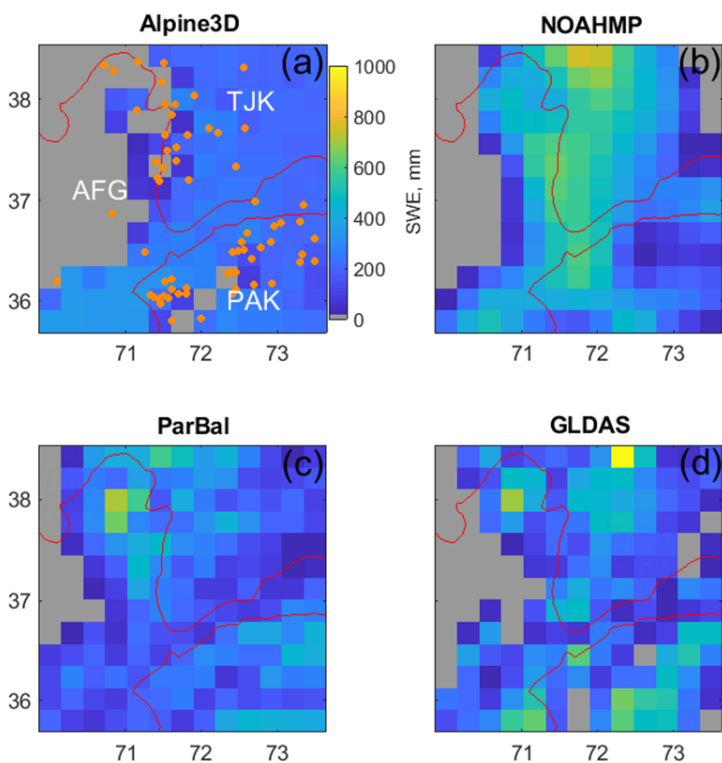 Alpine3D
NOAHMP
(a)
(b)
TJK
AFG
PAK
38
37
36
71
72
73
1000
800
600
400
200
0
SWE, mm
71
72
73
ParBal
GLDAS
(c)
(d)
38
37
36
71
72
73
71
72
73